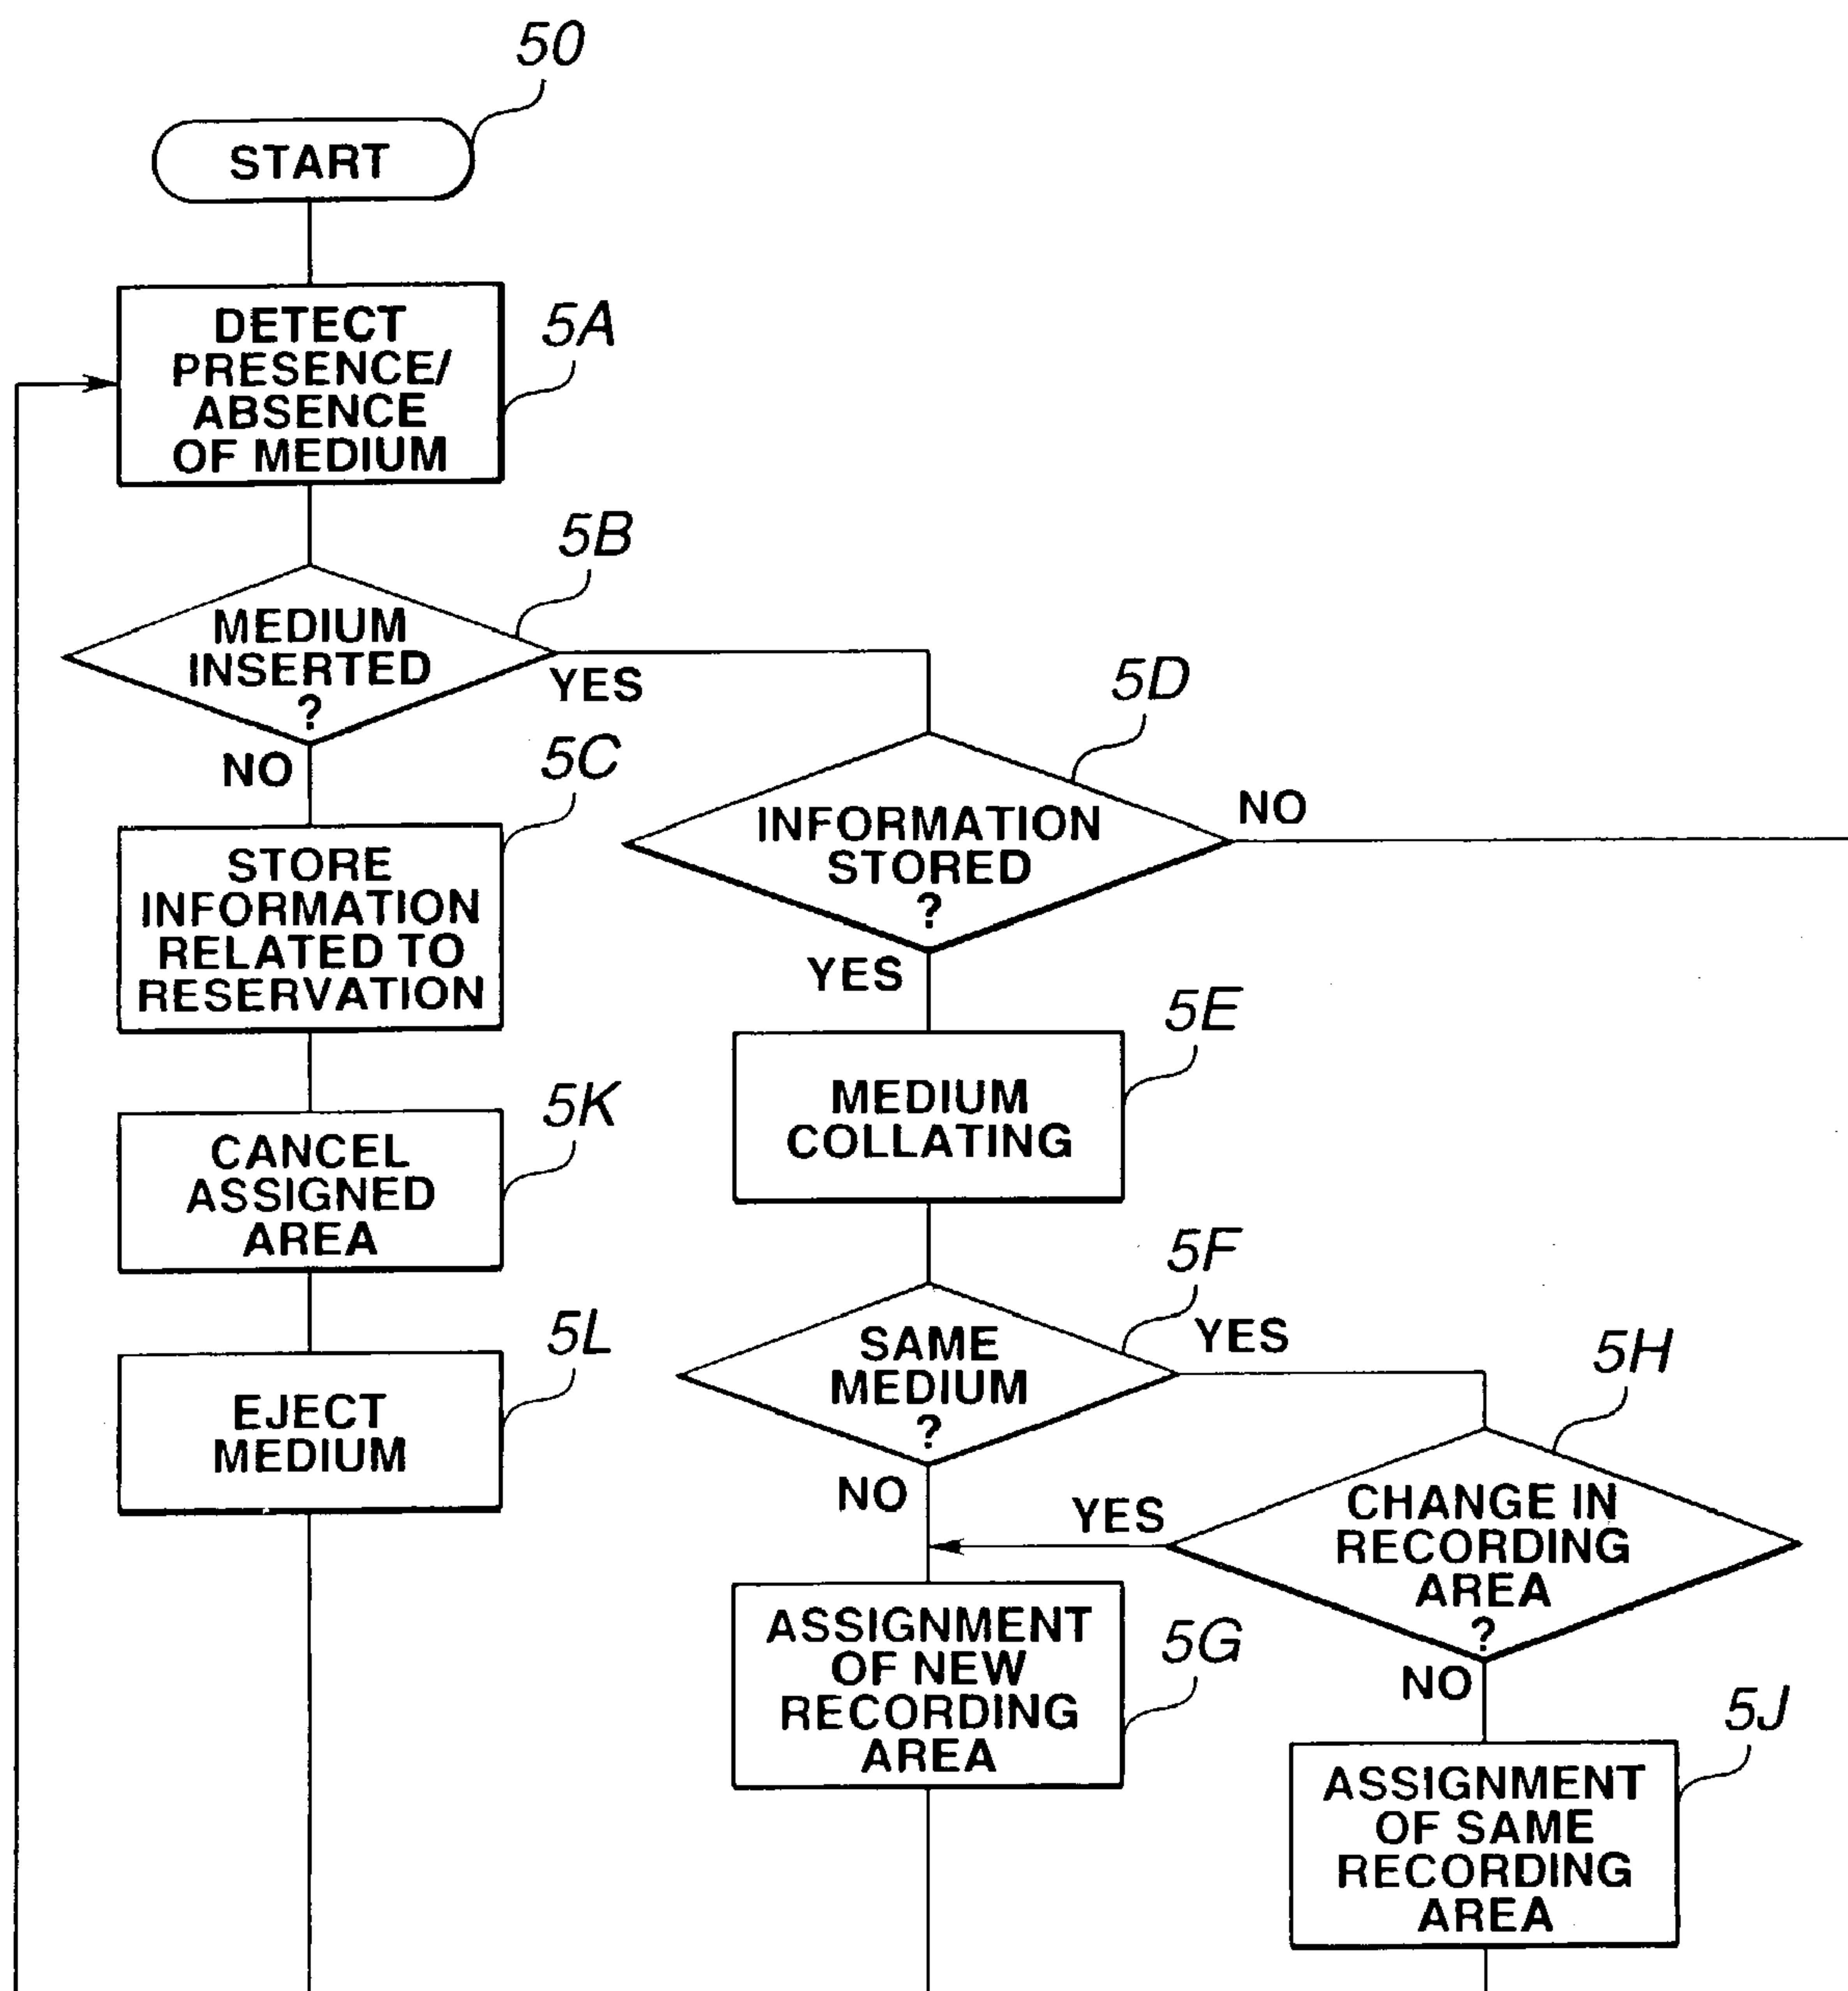 50
START
DETECT
PRESENCE/
ABSENCE
OF MEDIUM
5A
5B
MEDIUM
INSERTED
?
YES
NO
5C
STORE
INFORMATION
RELATED TO
RESERVATION
5D
INFORMATION
STORED
?
NO
YES
5E
MEDIUM
COLLATING
5K
CANCEL
ASSIGNED
AREA
5F
SAME
MEDIUM
?
YES
NO
5L
EJECT
MEDIUM
5H
CHANGE IN
RECORDING
AREA
?
YES
NO
5G
ASSIGNMENT
OF NEW
RECORDING
AREA
5J
ASSIGNMENT
OF SAME
RECORDING
AREA